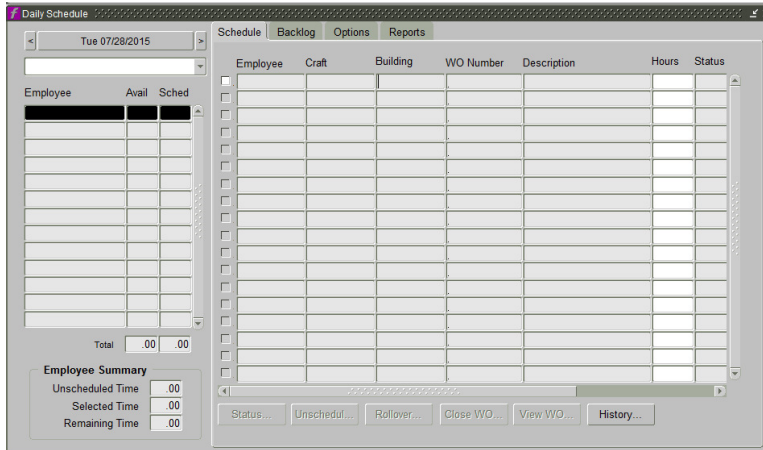 f Daily Schedule
< Tue 07/28/2015 >
Employee Avail Sched
Total .00 .00
Employee Summary
Unscheduled Time .00
Selected Time .00
Remaining Time .00
Schedule Backlog Options Reports
Employee Craft Building WO Number Description Hours Status
Status... Unschedul... Rollover... Close WO... View WO... History...